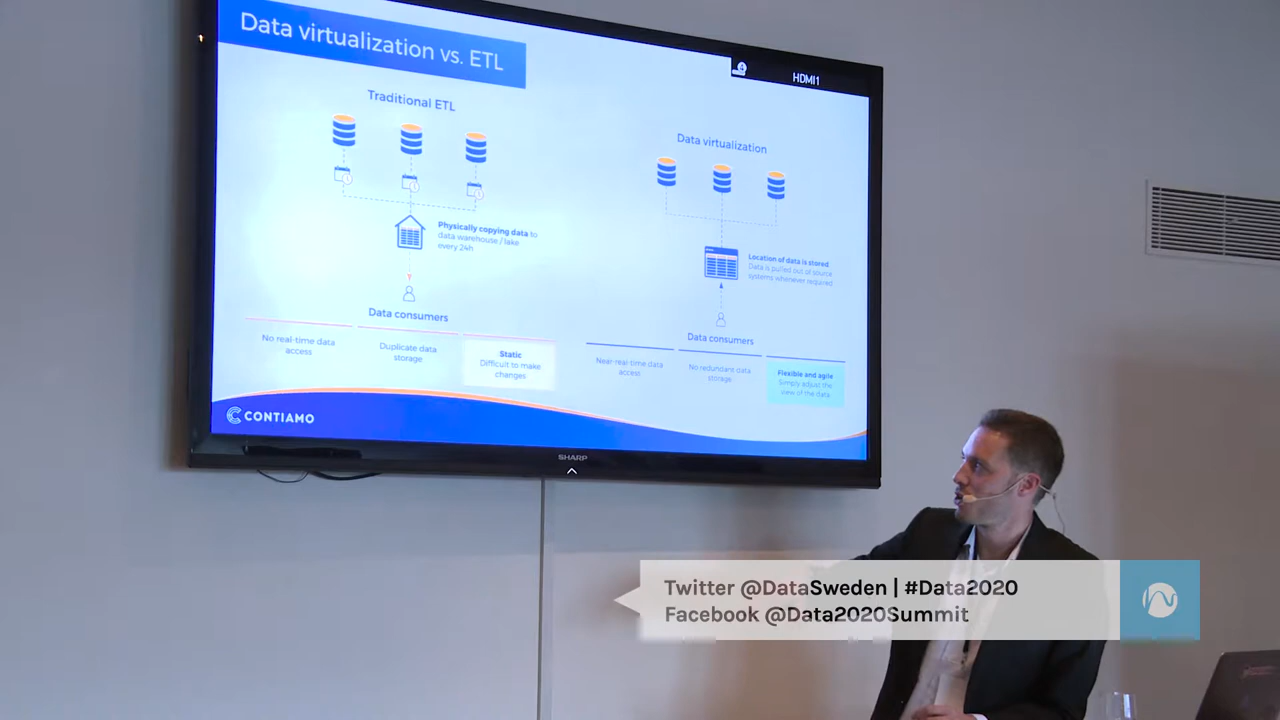 Data virtualization vs. ETL
HDMI1
Traditional ETL
Physically copying data to
data warehouse / lake
every 24h
Data consumers
No real-time data
access
Duplicate data
storage
Static
Difficult to make
changes
Data virtualization
Location of data is stored
Data is pulled out of source
systems whenever required
Data consumers
Near real-time data
access
No redundant data
storage
Flexible and agile
Simply adjust the
view of the data
CONTIAMO
SHARP
Twitter @DataSweden | #Data2020
Facebook @Data2020Summit